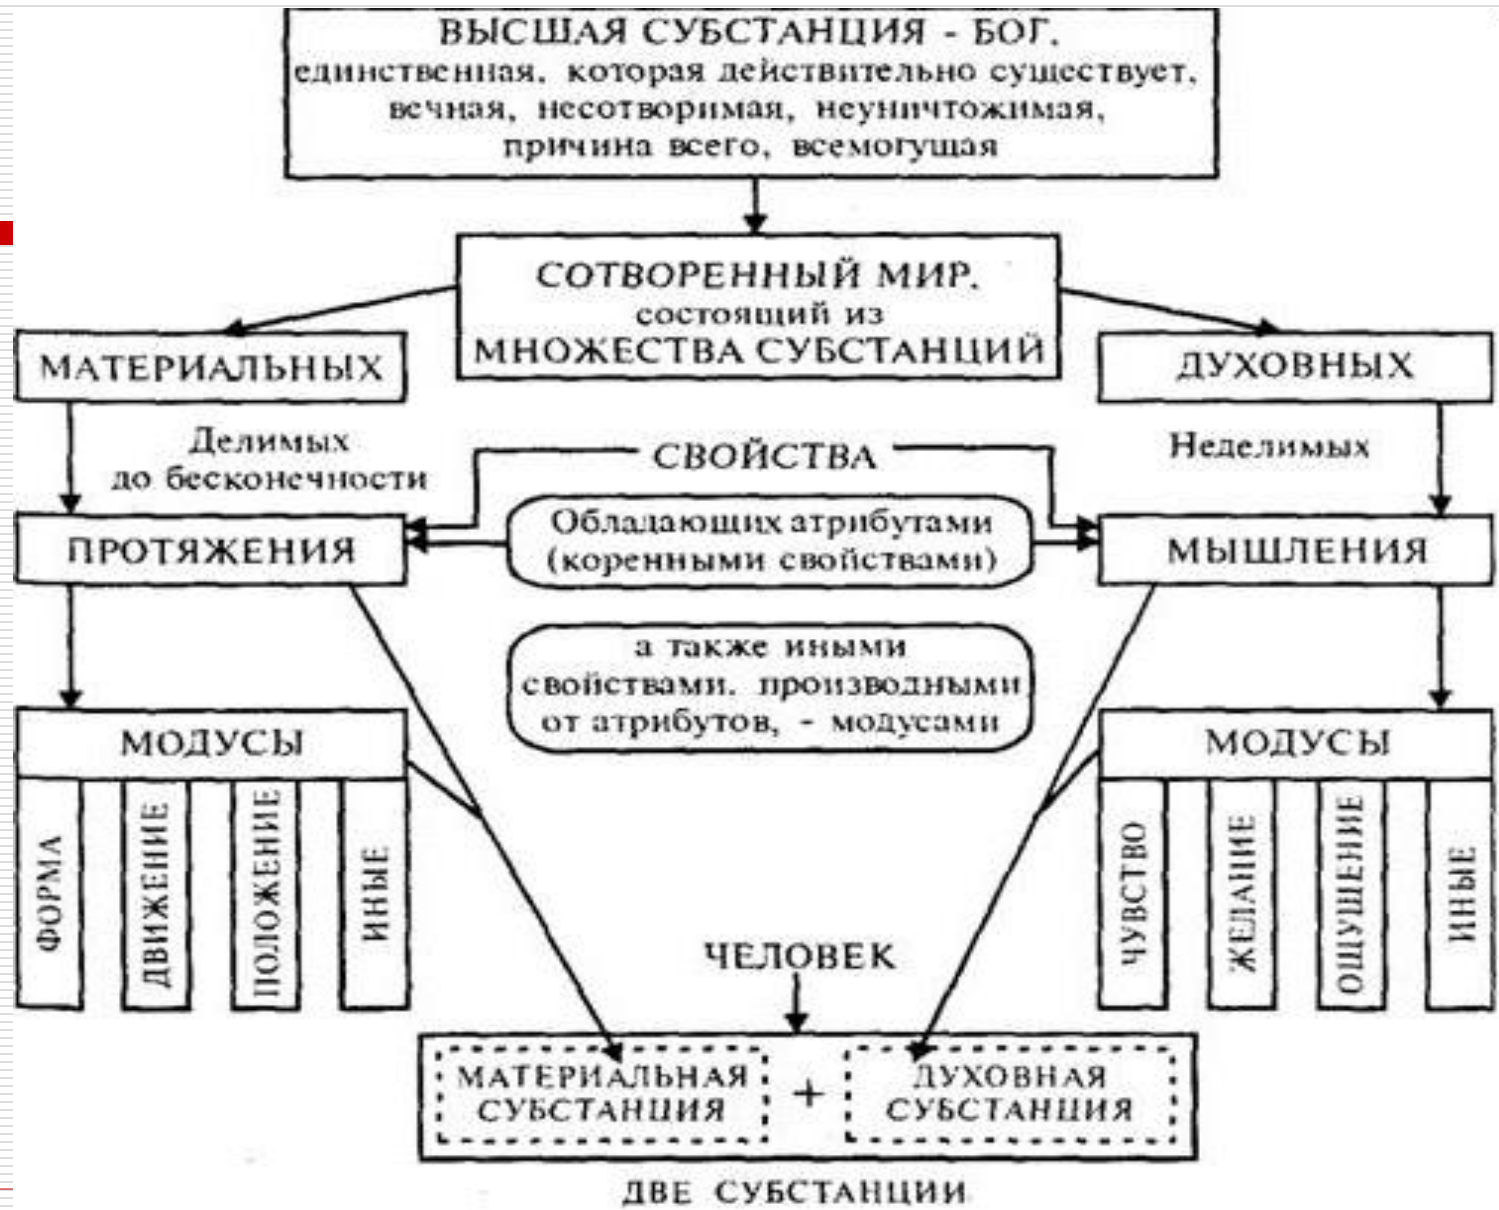 ВЫСШАЯ СУБСТАНЦИЯ - БОГ,
единственная, которая действительно существует,
вечная, несотворимая, неуничтожимая,
причина всего, всемогущая
СОТВОРЕННЫЙ МИР,
состоящий из
МНОЖЕСТВА СУБСТАНЦИЙ
МАТЕРИАЛЬНЫХ
ДУХОВНЫХ
Делимых
до бесконечности
СВОЙСТВА
Неделимых
ПРОТЯЖЕНИЯ
Обладающих атрибутами
(коренными свойствами)
МЫШЛЕНИЯ
а также иными
свойствами, производными
от атрибутов, - модусами
МОДУСЫ
ФОРМА
ДВИЖЕНИЕ
ПОЛОЖЕНИЕ
ИНЫЕ
МОДУСЫ
ЧУВСТВО
ЖЕЛАНИЕ
ОЩУЩЕНИЕ
ИНЫЕ
ЧЕЛОВЕК
МАТЕРИАЛЬНАЯ
СУБСТАНЦИЯ
+
ДУХОВНАЯ
СУБСТАНЦИЯ
ДВЕ СУБСТАНЦИИ